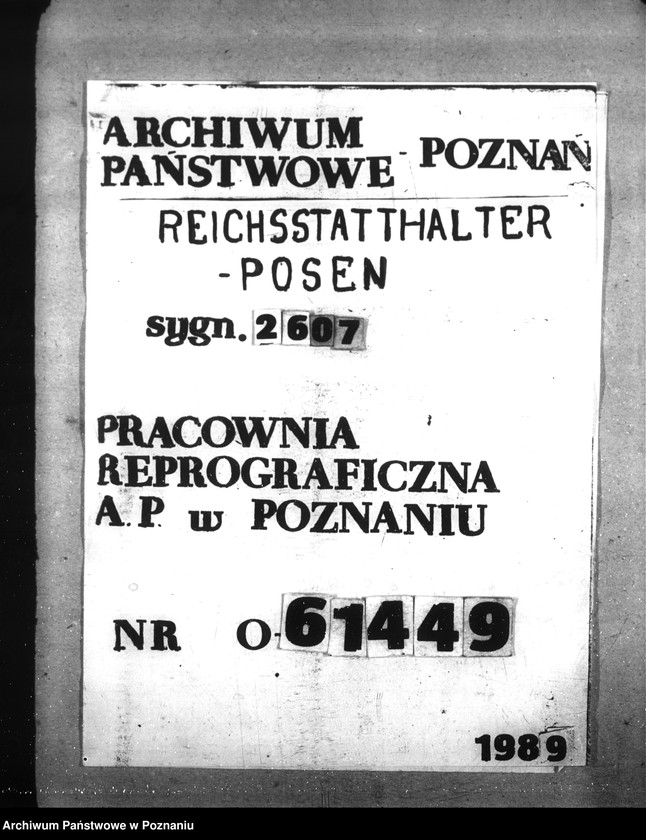 ARCHIWUM
PAŃSTWOWE - POZNAŃ
REICHSSTATTHALTER
-POSEN
sygn. 2607
PRACOWNIA
REPROGRAFICZNA
A.P. w POZNANIU
NR O-61449
1989
Archiwum Państwowe w Poznaniu